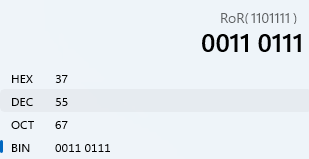 RoR( 1101111 )
0011 0111
HEX 37
DEC 55
OCT 67
BIN 0011 0111